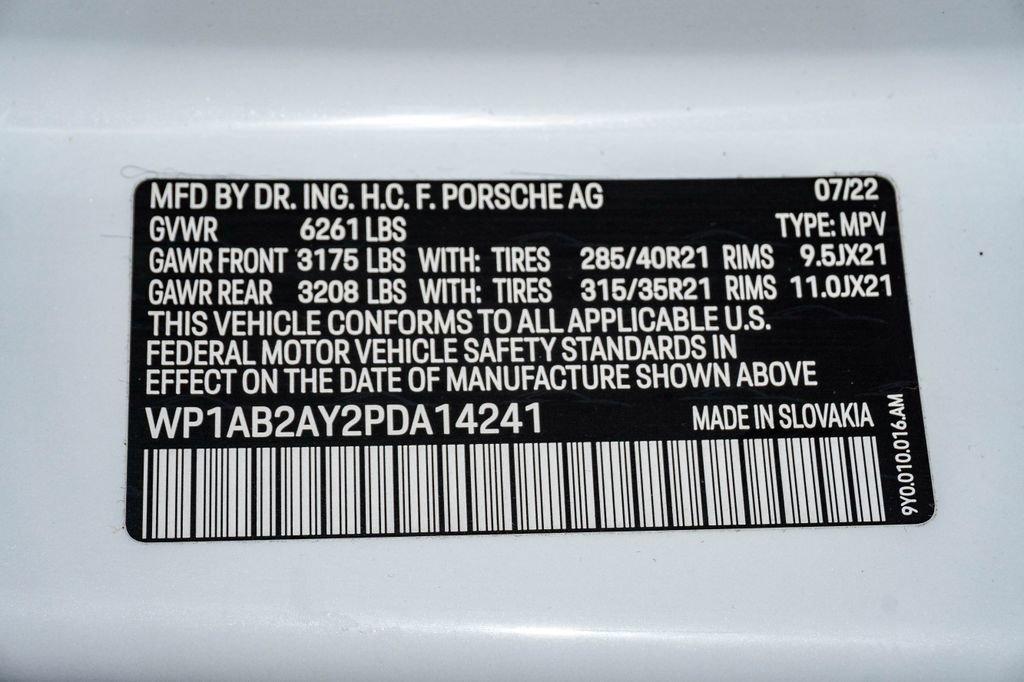 MFD BY DR. ING. H.C. F. PORSCHE AG 07/22
GVWR 6261 LBS TYPE: MPV
GAWR FRONT 3175 LBS WITH: TIRES 285/40R21 RIMS 9.5JX21
GAWR REAR 3208 LBS WITH: TIRES 315/35R21 RIMS 11.0JX21
THIS VEHICLE CONFORMS TO ALL APPLICABLE U.S.
FEDERAL MOTOR VEHICLE SAFETY STANDARDS IN
EFFECT ON THE DATE OF MANUFACTURE SHOWN ABOVE
WP1AB2AY2PDA14241 MADE IN SLOVAKIA
9Y0.010.016.AM